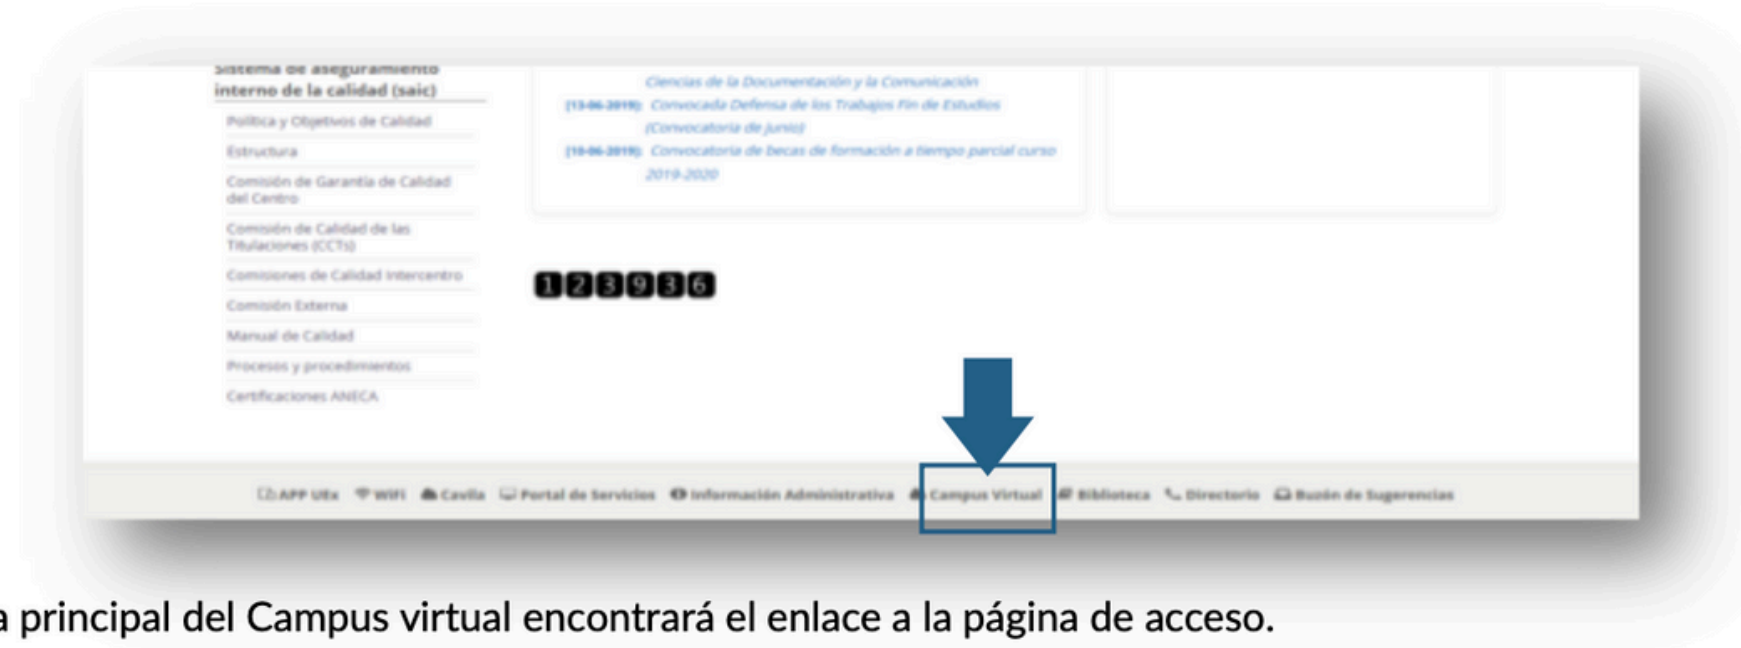 Sistema de aseguramiento
interno de la calidad (saic)
Política y Objetivos de Calidad
Estructura
Comisión de Garantía de Calidad
del Centro
Comisión de Calidad de las
Titulaciones (CCTs)
Comisiones de Calidad Intercentro
Comisión Externa
Manual de Calidad
Procesos y procedimientos
Certificaciones ANECA
Ciencias de la Documentación y la Comunicación
[13-06-2019]: Convocada Defensa de los Trabajos Fin de Estudios
(Convocatoria de junio)
[10-06-2019]: Convocatoria de becas de formación a tiempo parcial curso
2019-2020
123936
APP UEx WiFi Cavila Portal de Servicios Información Administrativa Campus Virtual Biblioteca Directorio Buzón de Sugerencias
a principal del Campus virtual encontrará el enlace a la página de acceso.